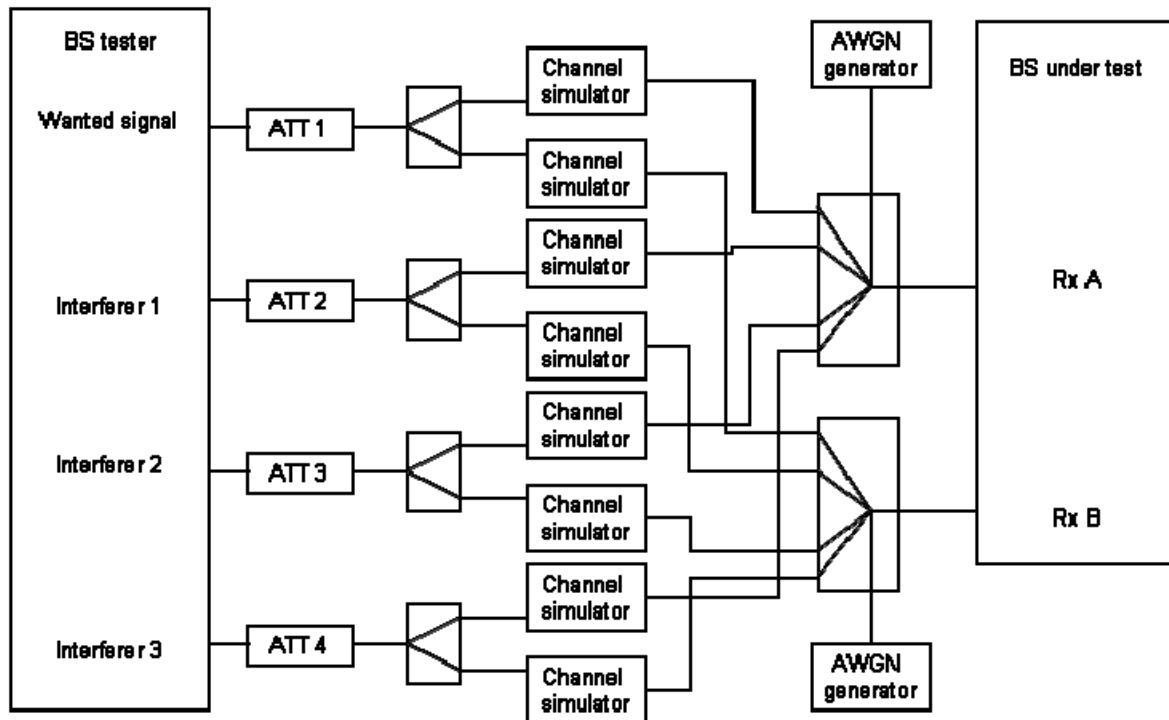 BS tester
Wanted signal
Interferer 1
Interferer 2
Interferer 3
ATT 1
ATT 2
ATT 3
ATT 4
Channel
simulator
Channel
simulator
Channel
simulator
Channel
simulator
Channel
simulator
Channel
simulator
Channel
simulator
Channel
simulator
AWGN
generator
AWGN
generator
BS under test
Rx A
Rx B